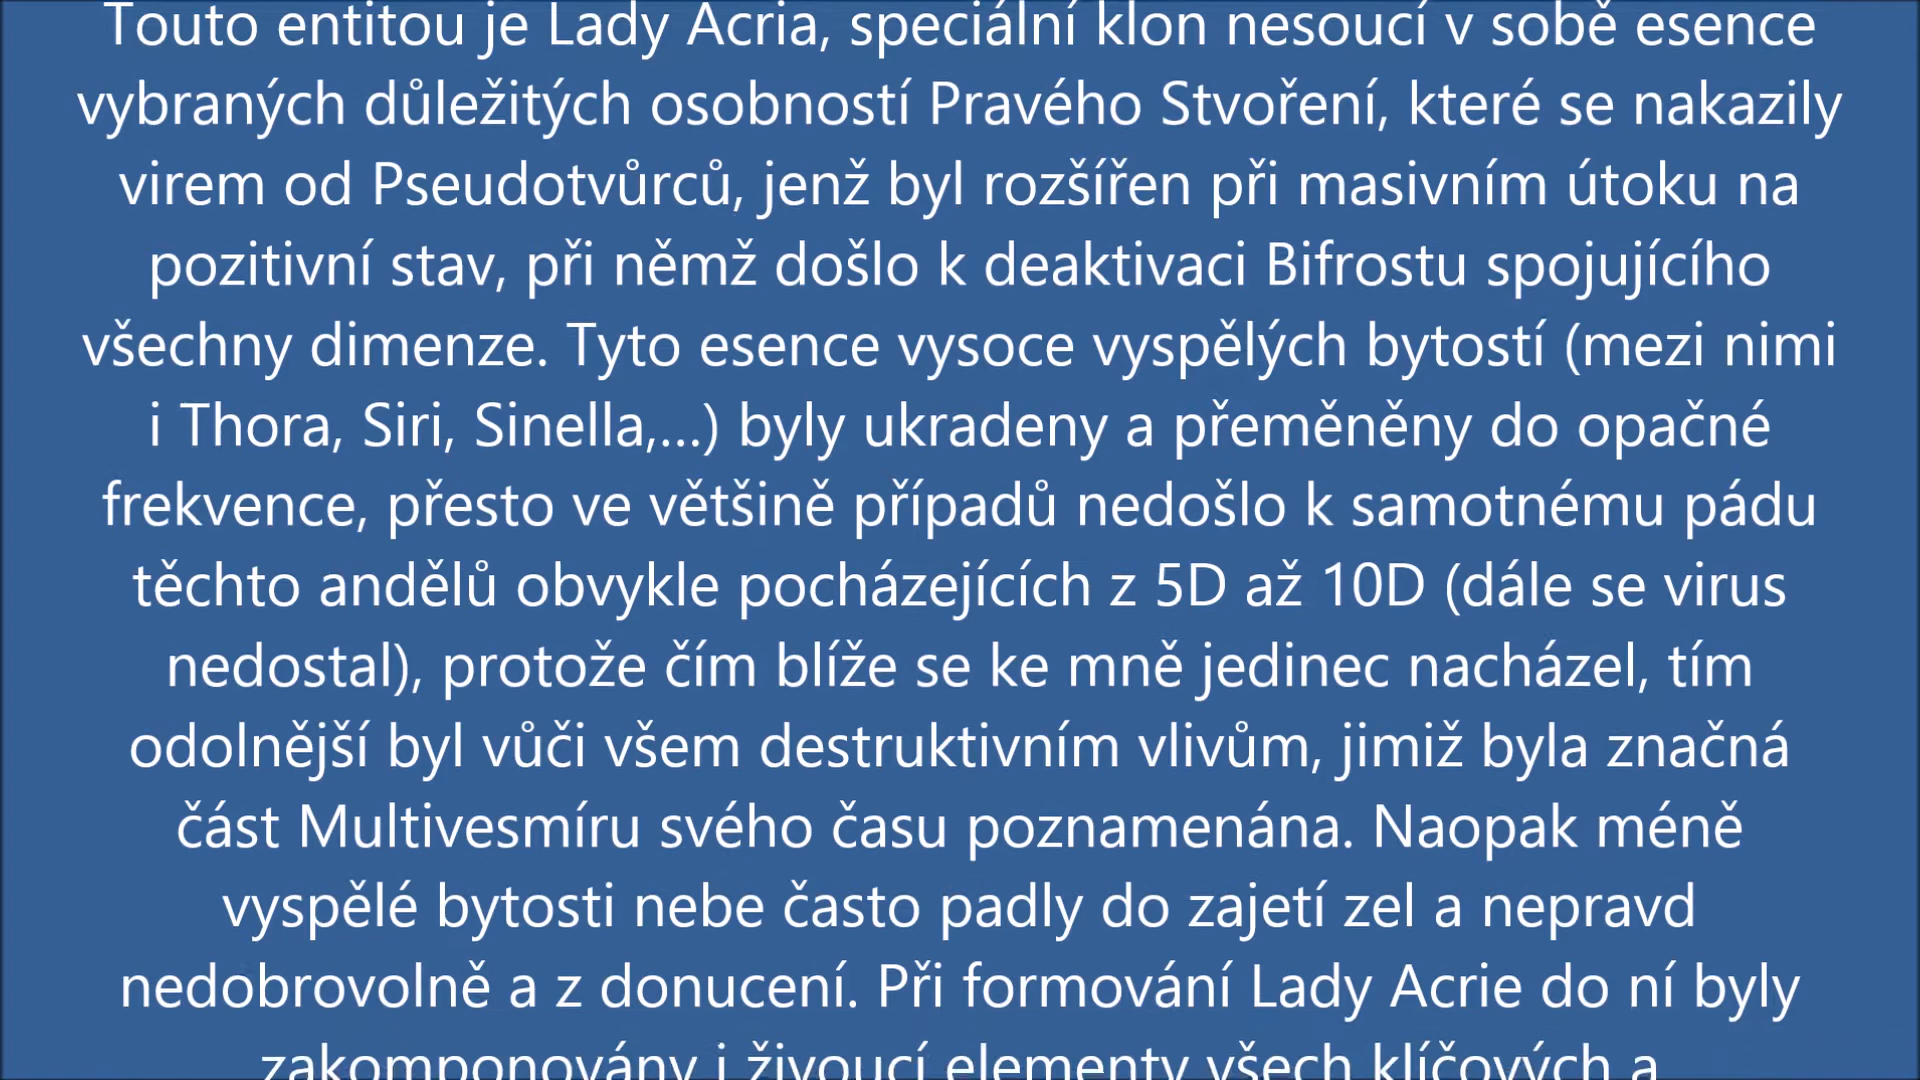 Touto entitou je Lady Acria, speciální klon nesoucí v sobě esence
vybraných důležitých osobností Pravého Stvoření, které se nakazily
virem od Pseudotvůrců, jenž byl rozšířen při masivním útoku na
pozitivní stav, při němž došlo k deaktivaci Bifrostu spojujícího
všechny dimenze. Tyto esence vysoce vyspělých bytostí (mezi nimi
i Thora, Siri, Sinella,...) byly ukradeny a přeměněny do opačné
frekvence, přesto ve většině případů nedošlo k samotnému pádu
těchto andělů obvykle pocházejících z 5D až 10D (dále se virus
nedostal), protože čím blíže se ke mně jedinec nacházel, tím
odolnější byl vůči všem destruktivním vlivům, jimiž byla značná
část Multivesmíru svého času poznamenána. Naopak méně
vyspělé bytosti nebe často padly do zajetí zel a nepravd
nedobrovolně a z donucení. Při formování Lady Acrie do ní byly
zakomponovány i živoucí elementy všech klíčových a